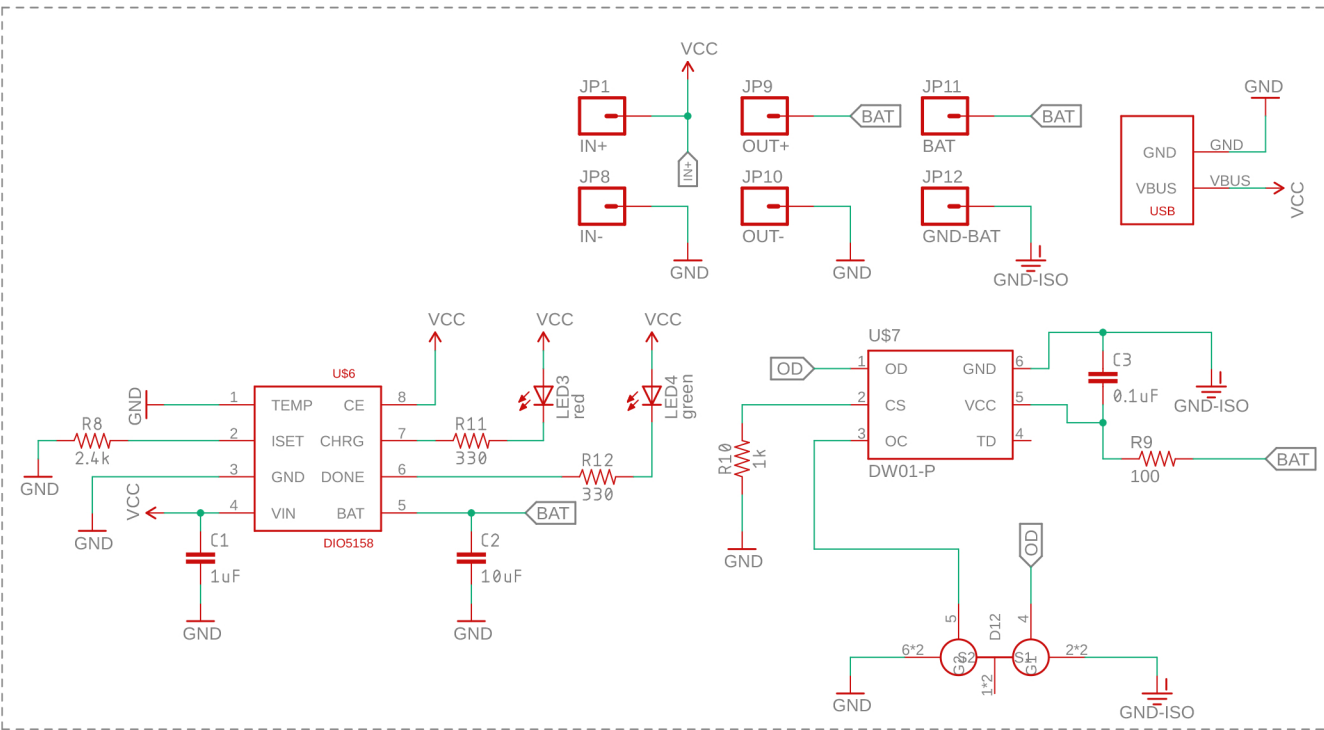 VCC
JP1
IN+
IN+
JP8
IN-
GND
JP9
BAT
OUT+
JP10
OUT-
GND
JP11
BAT
BAT
JP12
GND-BAT
GND-ISO
GND
GND GND
VBUS VBUS
USB
VCC
VCC
VCC
VCC
U$6
GND
1 TEMP CE 8
LED3
red
LED4
green
R8
2.4k
2 ISET CHRG 7
R11
330
GND
3 GND DONE 6
R12
330
VCC
4 VIN BAT 5
BAT
GND
DIO5158
C1
1uF
C2
10uF
GND
GND
U$7
OD
1 OD GND 6
C3
0.1uF
GND-ISO
2 CS VCC 5
3 OC TD 4
R10
1k
DW01-P
R9
100
BAT
GND
OD
5
D12
4
6*2
G2
S2
S1
G1
2*2
1*2
GND
GND-ISO